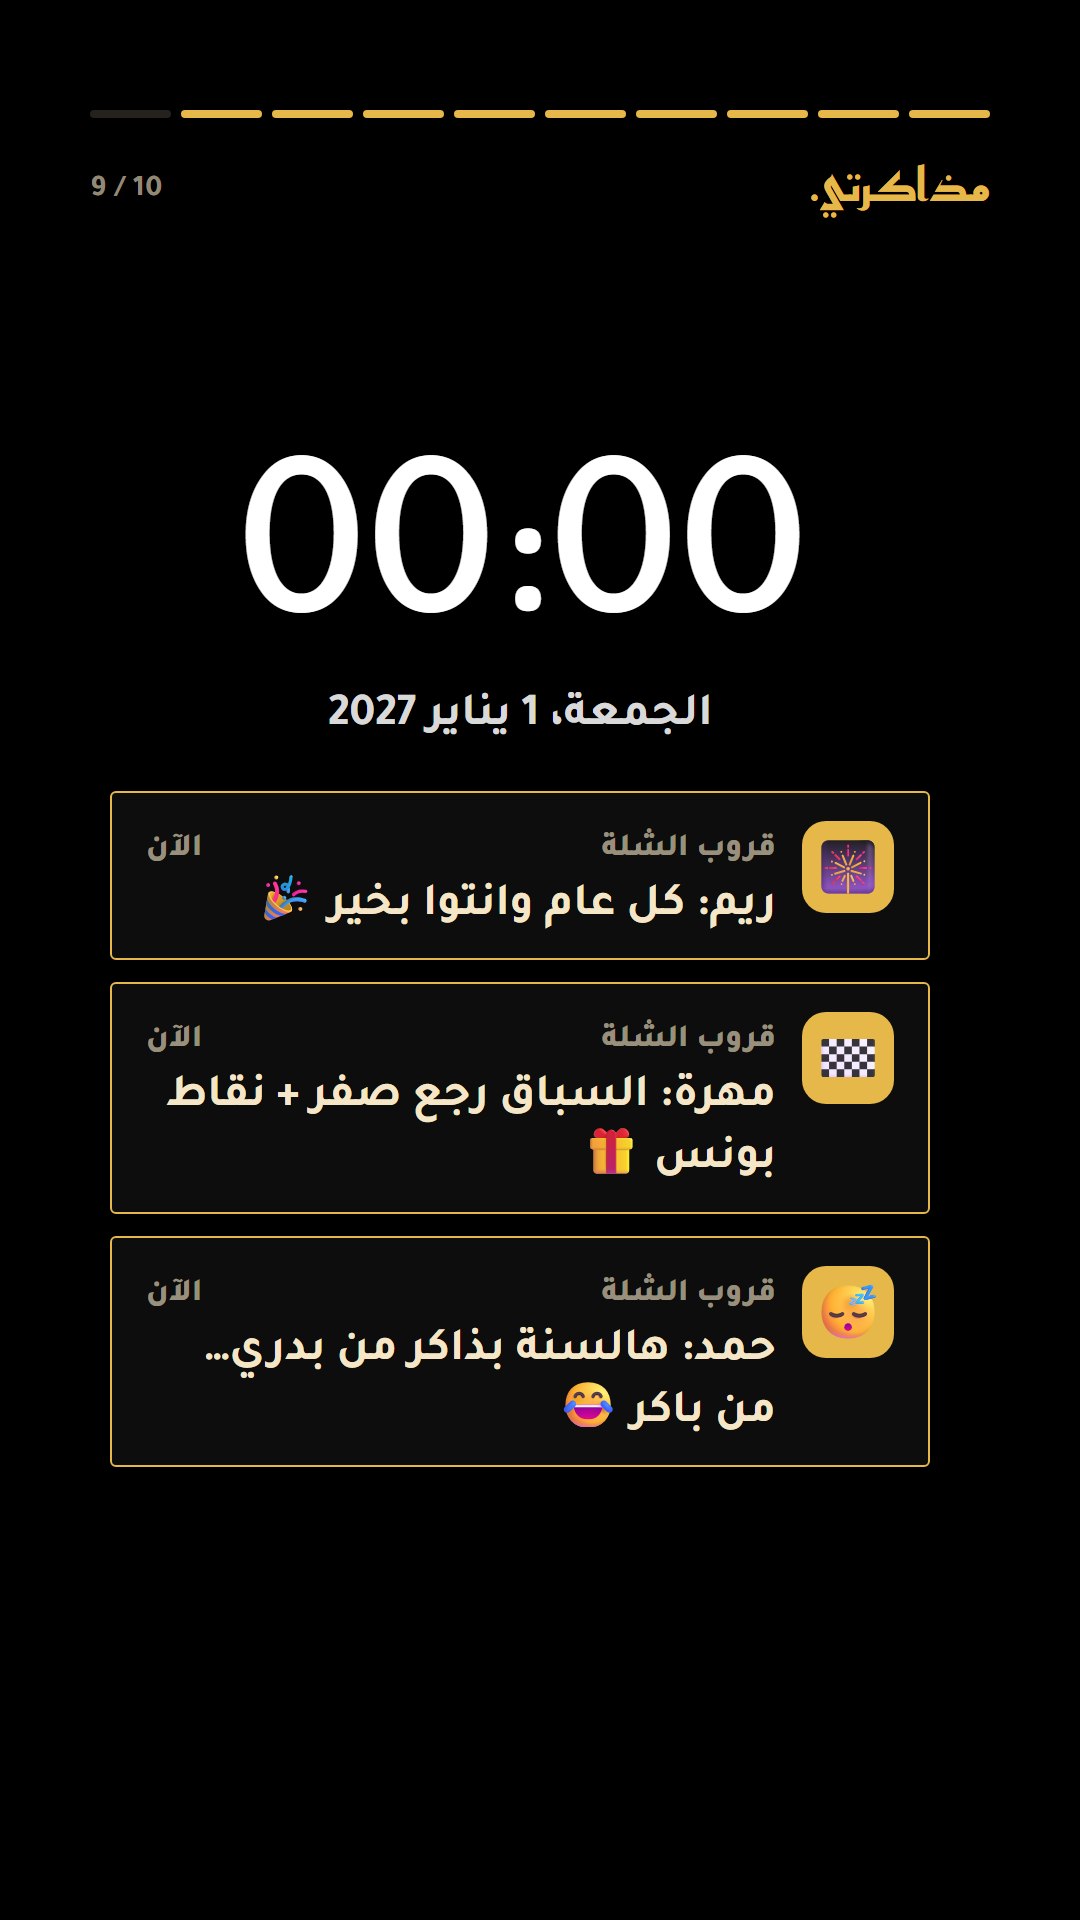 مذاكرتي.
9 / 10
00:00
الجمعة، 1 يناير 2027
قروب الشلة
الآن
ريم: كل عام وانتوا بخير 🎉
قروب الشلة
الآن
مهرة: السباق رجع صفر + نقاط
بونس 🎁
قروب الشلة
الآن
حمد: هالسنة بذاكر من بدري...
من باكر 😂